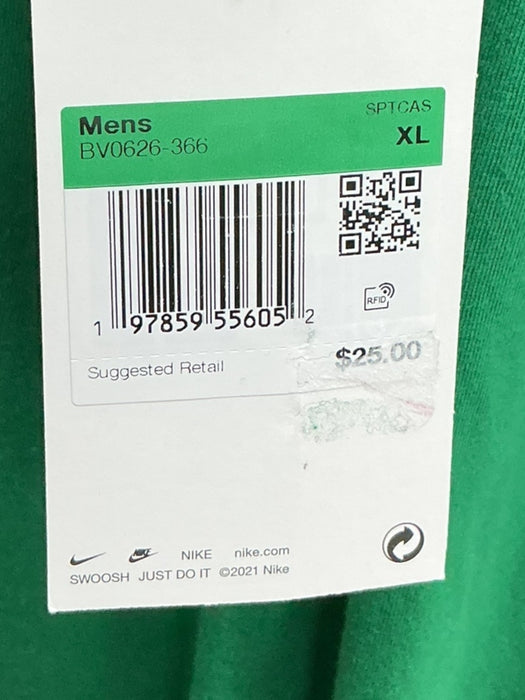 SPTCAS
Mens XL
BV0626-366
1 97859 55605 2
RFID
Suggested Retail $25.00
NIKE NIKE nike.com
SWOOSH JUST DO IT ©2021 Nike